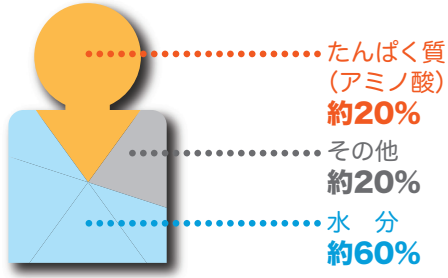 たんぱく質
（アミノ酸）
約20%
その他
約20%
水　分
約60%